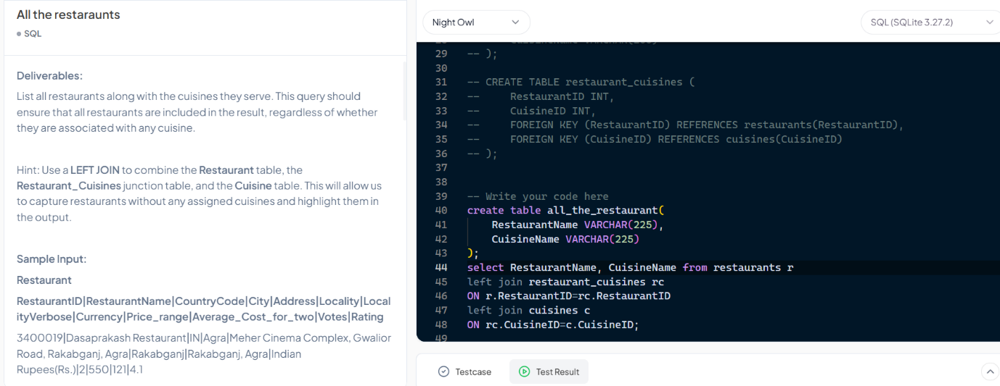 All the restaraunts
SQL
Deliverables:
List all restaurants along with the cuisines they serve. This query should
ensure that all restaurants are included in the result, regardless of whether
they are associated with any cuisine.
Hint: Use a LEFT JOIN to combine the Restaurant table, the
Restaurant_Cuisines junction table, and the Cuisine table. This will allow us
to capture restaurants without any assigned cuisines and highlight them in
the output.
Sample Input:
Restaurant
RestaurantID|RestaurantName|CountryCode|City|Address|Locality|Local
ityVerbose|Currency|Price_range|Average_Cost_for_two|Votes|Rating
3400019|Dasaprakash Restaurant|IN|Agra|Meher Cinema Complex, Gwalior
Road, Rakabganj, Agra|Rakabganj|Rakabganj, Agra|Indian
Rupees(Rs.)|2|550|121|4.1
Night Owl
SQL (SQLite 3.27.2)
29 -- );
30
31 -- CREATE TABLE restaurant_cuisines (
32 --     RestaurantID INT,
33 --     CuisineID INT,
34 --     FOREIGN KEY (RestaurantID) REFERENCES restaurants(RestaurantID),
35 --     FOREIGN KEY (CuisineID) REFERENCES cuisines(CuisineID)
36 -- );
37
38
39 -- Write your code here
40 create table all_the_restaurant(
41     RestaurantName VARCHAR(225),
42     CuisineName VARCHAR(225)
43 );
44 select RestaurantName, CuisineName from restaurants r
45 left join restaurant_cuisines rc
46 ON r.RestaurantID=rc.RestaurantID
47 left join cuisines c
48 ON rc.CuisineID=c.CuisineID;
49
Testcase
Test Result